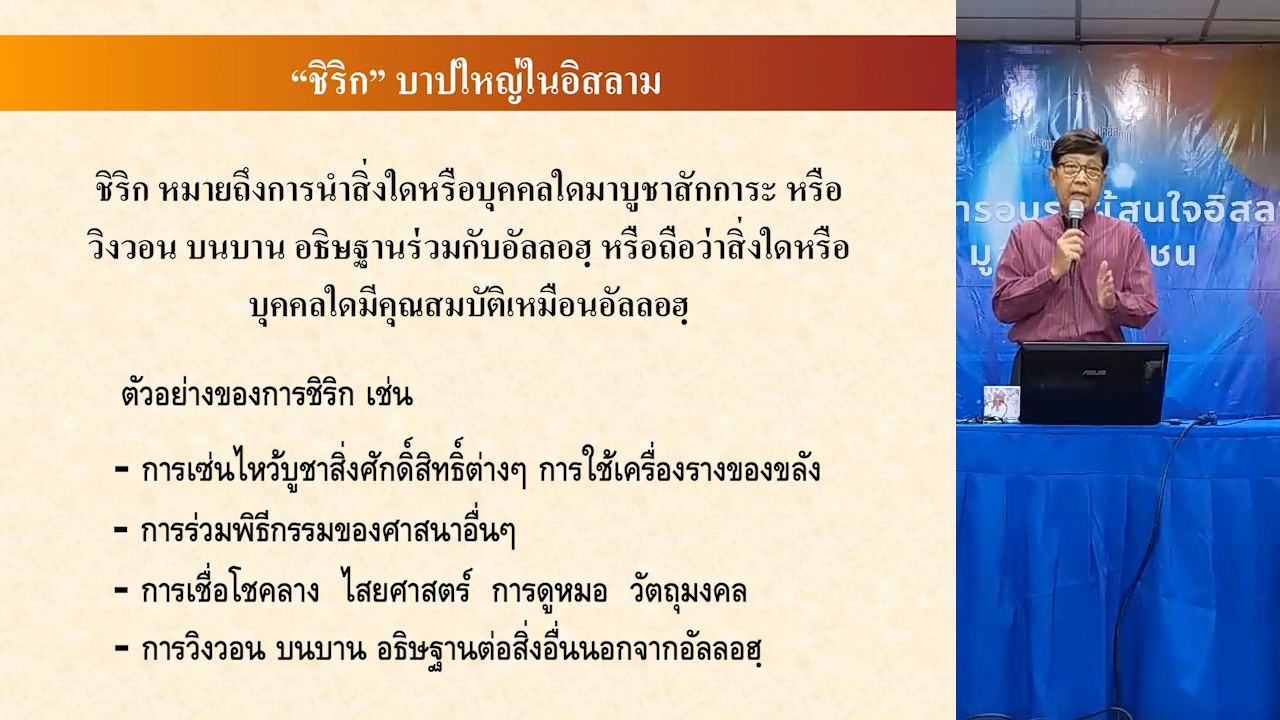 “ชิริก” บาปใหญ่ในอิสลาม
ชิริก หมายถึงการนำสิ่งใดหรือบุคคลใดมาบูชาสักการะ หรือ
วิงวอน บนบาน อธิษฐานร่วมกับอัลลอฮฺ หรือถือว่าสิ่งใดหรือ
บุคคลใดมีคุณสมบัติเหมือนอัลลอฮฺ
ตัวอย่างของการชิริก เช่น
- การเซ่นไหว้บูชาสิ่งศักดิ์สิทธิ์ต่างๆ การใช้เครื่องรางของขลัง
- การร่วมพิธีกรรมของศาสนาอื่นๆ
- การเชื่อโชคลาง ไสยศาสตร์ การดูหมอ วัตถุมงคล
- การวิงวอน บนบาน อธิษฐานต่อสิ่งอื่นนอกจากอัลลอฮฺ
สนใจอิสล
ASUS